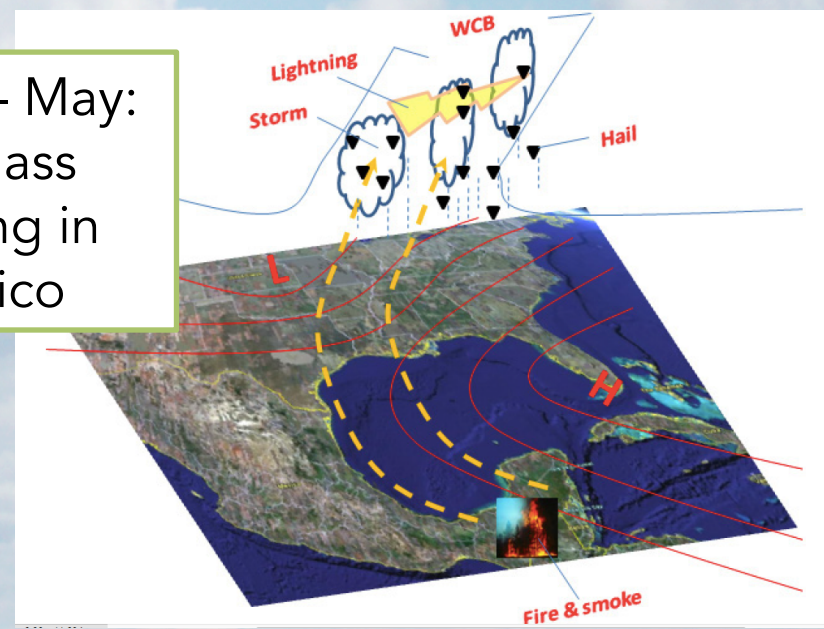 WCB
Lightning
- May:
Storm
ass
Hail
ng in
ico
L
H
Fire & smoke